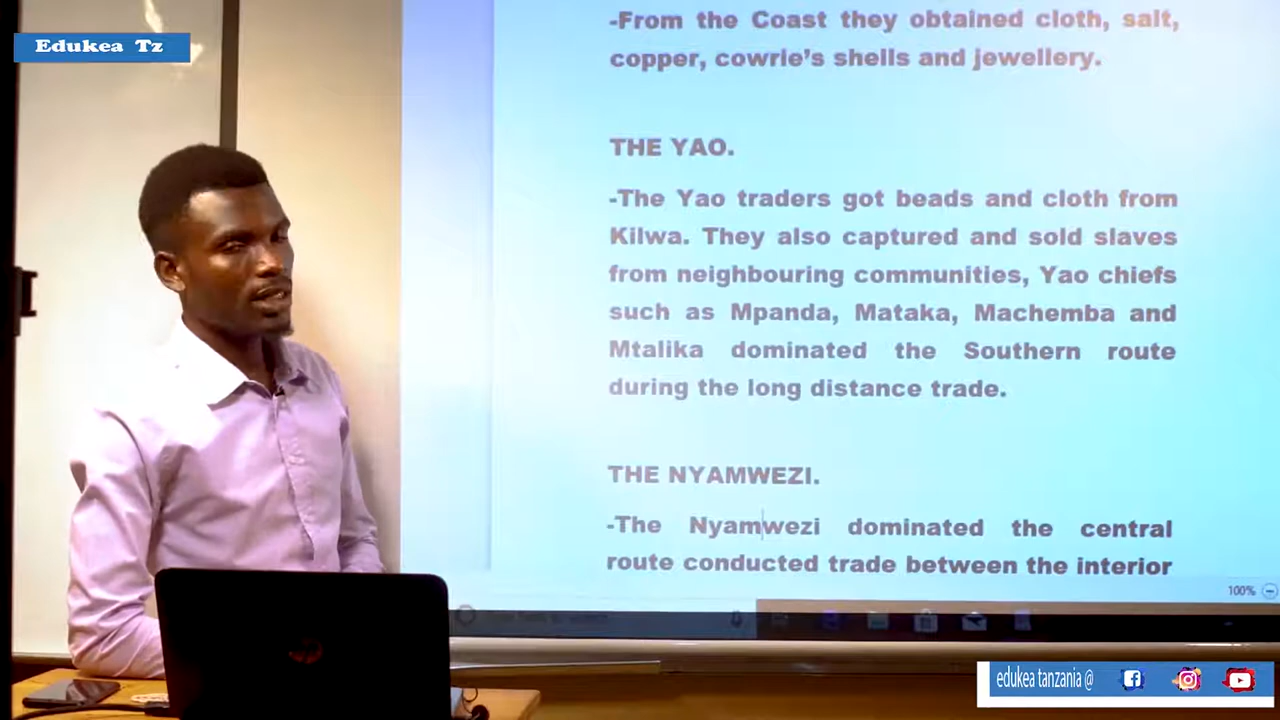 Edukea Tz
-From the Coast they obtained cloth, salt,
copper, cowrie's shells and jewellery.
THE YAO.
-The Yao traders got beads and cloth from
Kilwa. They also captured and sold slaves
from neighbouring communities, Yao chiefs
such as Mpanda, Mataka, Machemba and
Mtalika dominated the Southern route
during the long distance trade.
THE NYAMWEZI.
-The Nyamwezi dominated the central
route conducted trade between the interior
100%
edukea tanzania @